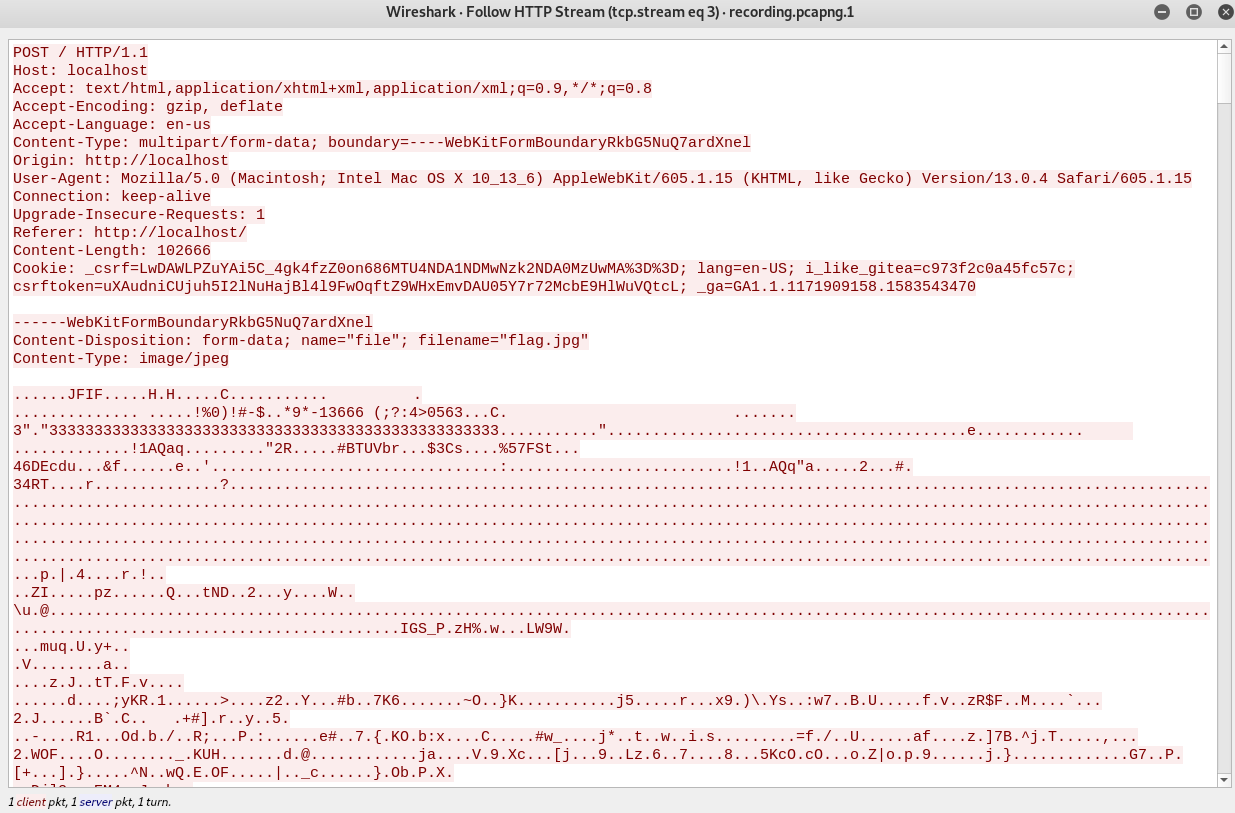 Wireshark · Follow HTTP Stream (tcp.stream eq 3) · recording.pcapng.1
POST / HTTP/1.1
Host: localhost
Accept: text/html,application/xhtml+xml,application/xml;q=0.9,*/*;q=0.8
Accept-Encoding: gzip, deflate
Accept-Language: en-us
Content-Type: multipart/form-data; boundary=----WebKitFormBoundaryRkbG5NuQ7ardXnel
Origin: http://localhost
User-Agent: Mozilla/5.0 (Macintosh; Intel Mac OS X 10_13_6) AppleWebKit/605.1.15 (KHTML, like Gecko) Version/13.0.4 Safari/605.1.15
Connection: keep-alive
Upgrade-Insecure-Requests: 1
Referer: http://localhost/
Content-Length: 102666
Cookie: _csrf=LwDAWLPZuYAi5C_4gk4fzZ0on686MTU4NDA1NDMwNzk2NDA0MzUwMA%3D%3D; lang=en-US; i_like_gitea=c973f2c0a45fc57c;
csrftoken=uXAudniCUjuh5I2lNuHajBl4l9FwOqftZ9WHxEmvDAU05Y7r72McbE9HlWuVQtcL; _ga=GA1.1.1171909158.1583543470
------WebKitFormBoundaryRkbG5NuQ7ardXnel
Content-Disposition: form-data; name="file"; filename="flag.jpg"
Content-Type: image/jpeg
......JFIF.....H.H.....C........... .
.............. .....!%0)!#-$..*9*-13666 (;?:4>0563...C. .......
3"."33333333333333333333333333333333333333333333333333..........."........................................e............
.............!1AQaq.........."2R.....#BTUVbr...$3Cs....%57FSt...
46DEcdu...&f......e..'................................:.........................!1..AQq"a.....2...#.
34RT....r..............?.............................................................................................................
...p.|.4....r.!..
..ZI.....pz......Q...tND..2...y....W..
\u.@.................................................................................................................................
...........................................IGS_P.zH%.w...LW9W.
...muq.U.y+..
.V........a..
....z.J..tT.F.v....
......d....;yKR.1......>....z2..Y...#b..7K6.......~O..}K...........j5.....r...x9.)\.Ys..:w7..B.U.....f.v..zR$F..M....`...
2.J......B`.C.. .+#].r..y..5.
..-....R1...Od.b./..R;...P.:......e#..7.{.KO.b:x....C.....#w_....j*..t..w..i.s.........=f./..U......af....z.]7B.^j.T.....,...
2.WOF....O........_.KUH.......d.@............ja....V.9.Xc...[j...9..Lz.6..7....8...5KcO.cO...o.Z|o.p.9......j.}.............G7..P.
[+...].}.....^N..wQ.E.OF.....|.._c......}.Ob.P.X.
1 client pkt, 1 server pkt, 1 turn.